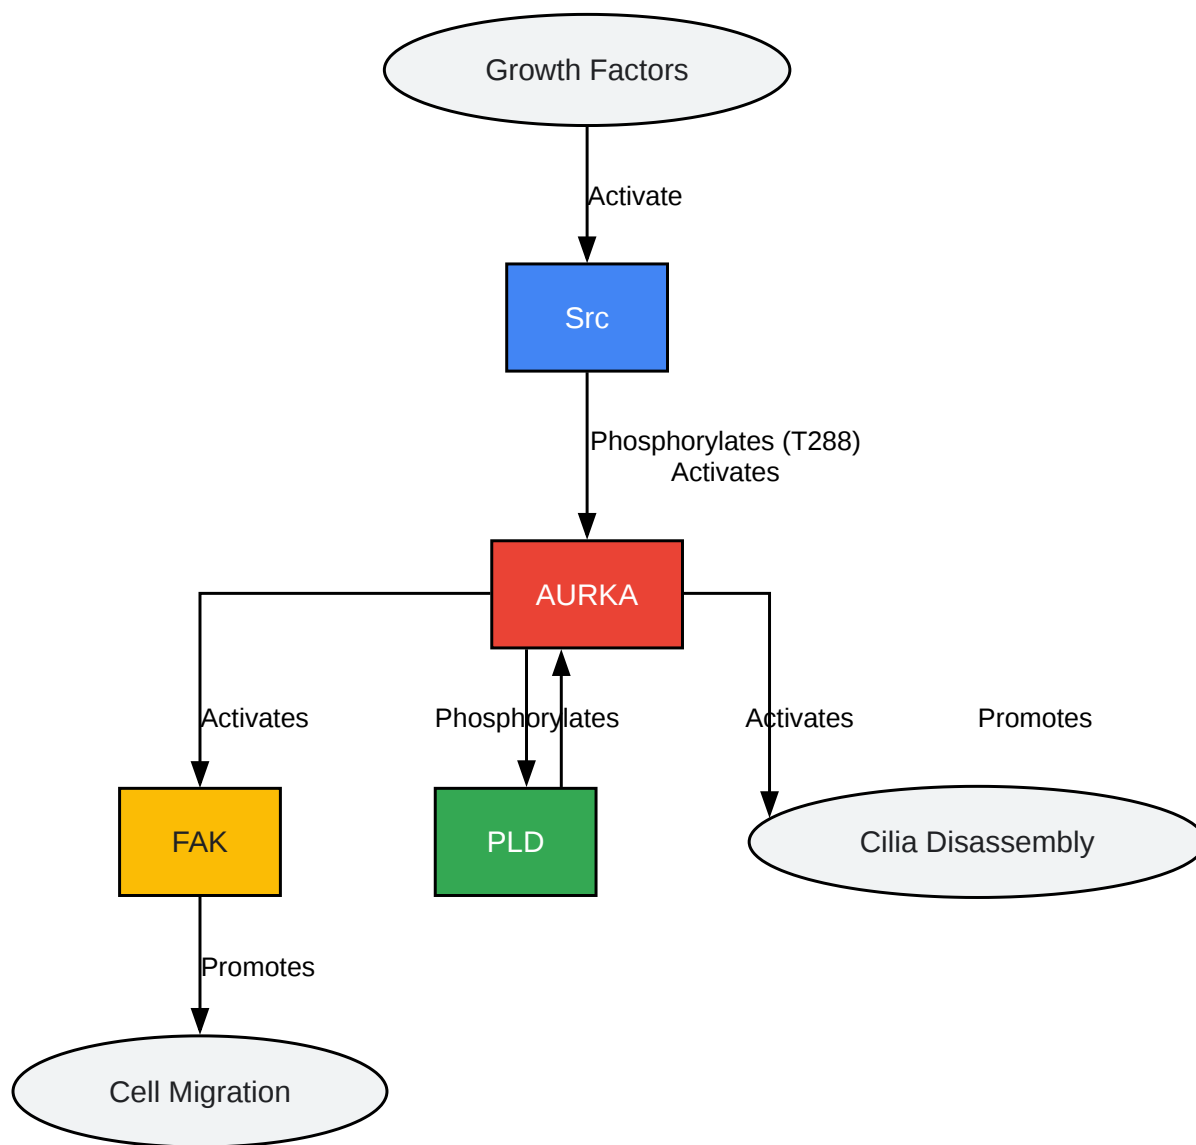 Growth Factors
Activate
Src
Phosphorylates (T288)
Activates
AURKA
Activates
Phosphorylates
Activates
Promotes
FAK
PLD
Cilia Disassembly
Promotes
Cell Migration